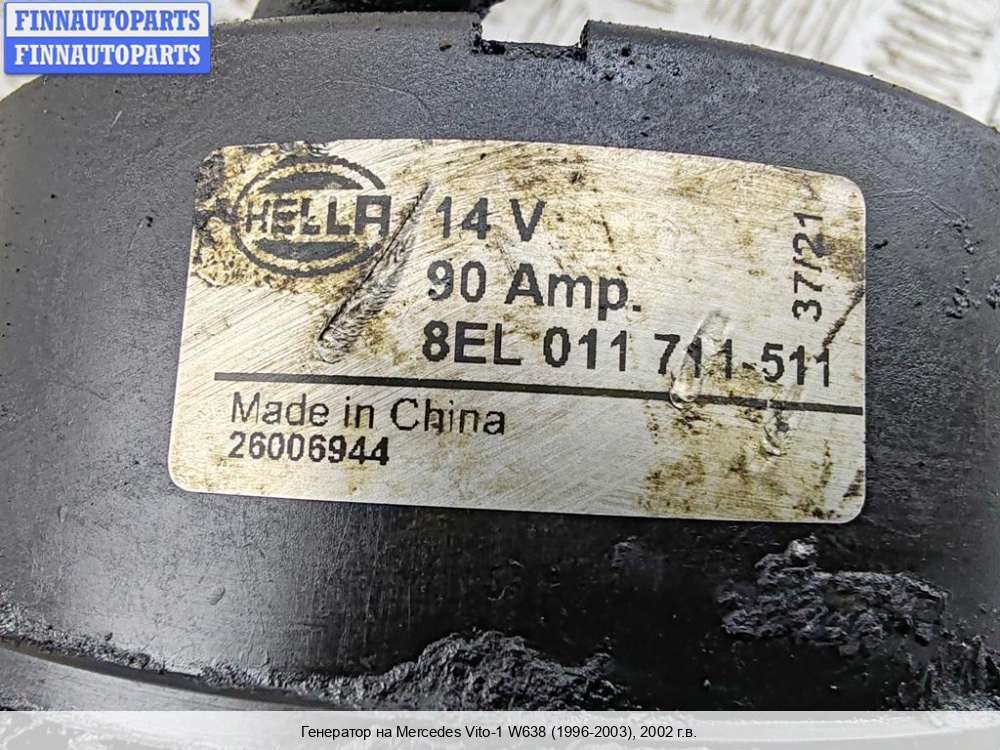 FINNAUTOPARTS
FINNAUTOPARTS
HELLA
14 V
90 Amp.
37/21
8EL 011 711-511
Made in China
26006944
Генератор на Mercedes Vito-1 W638 (1996-2003), 2002 г.в.